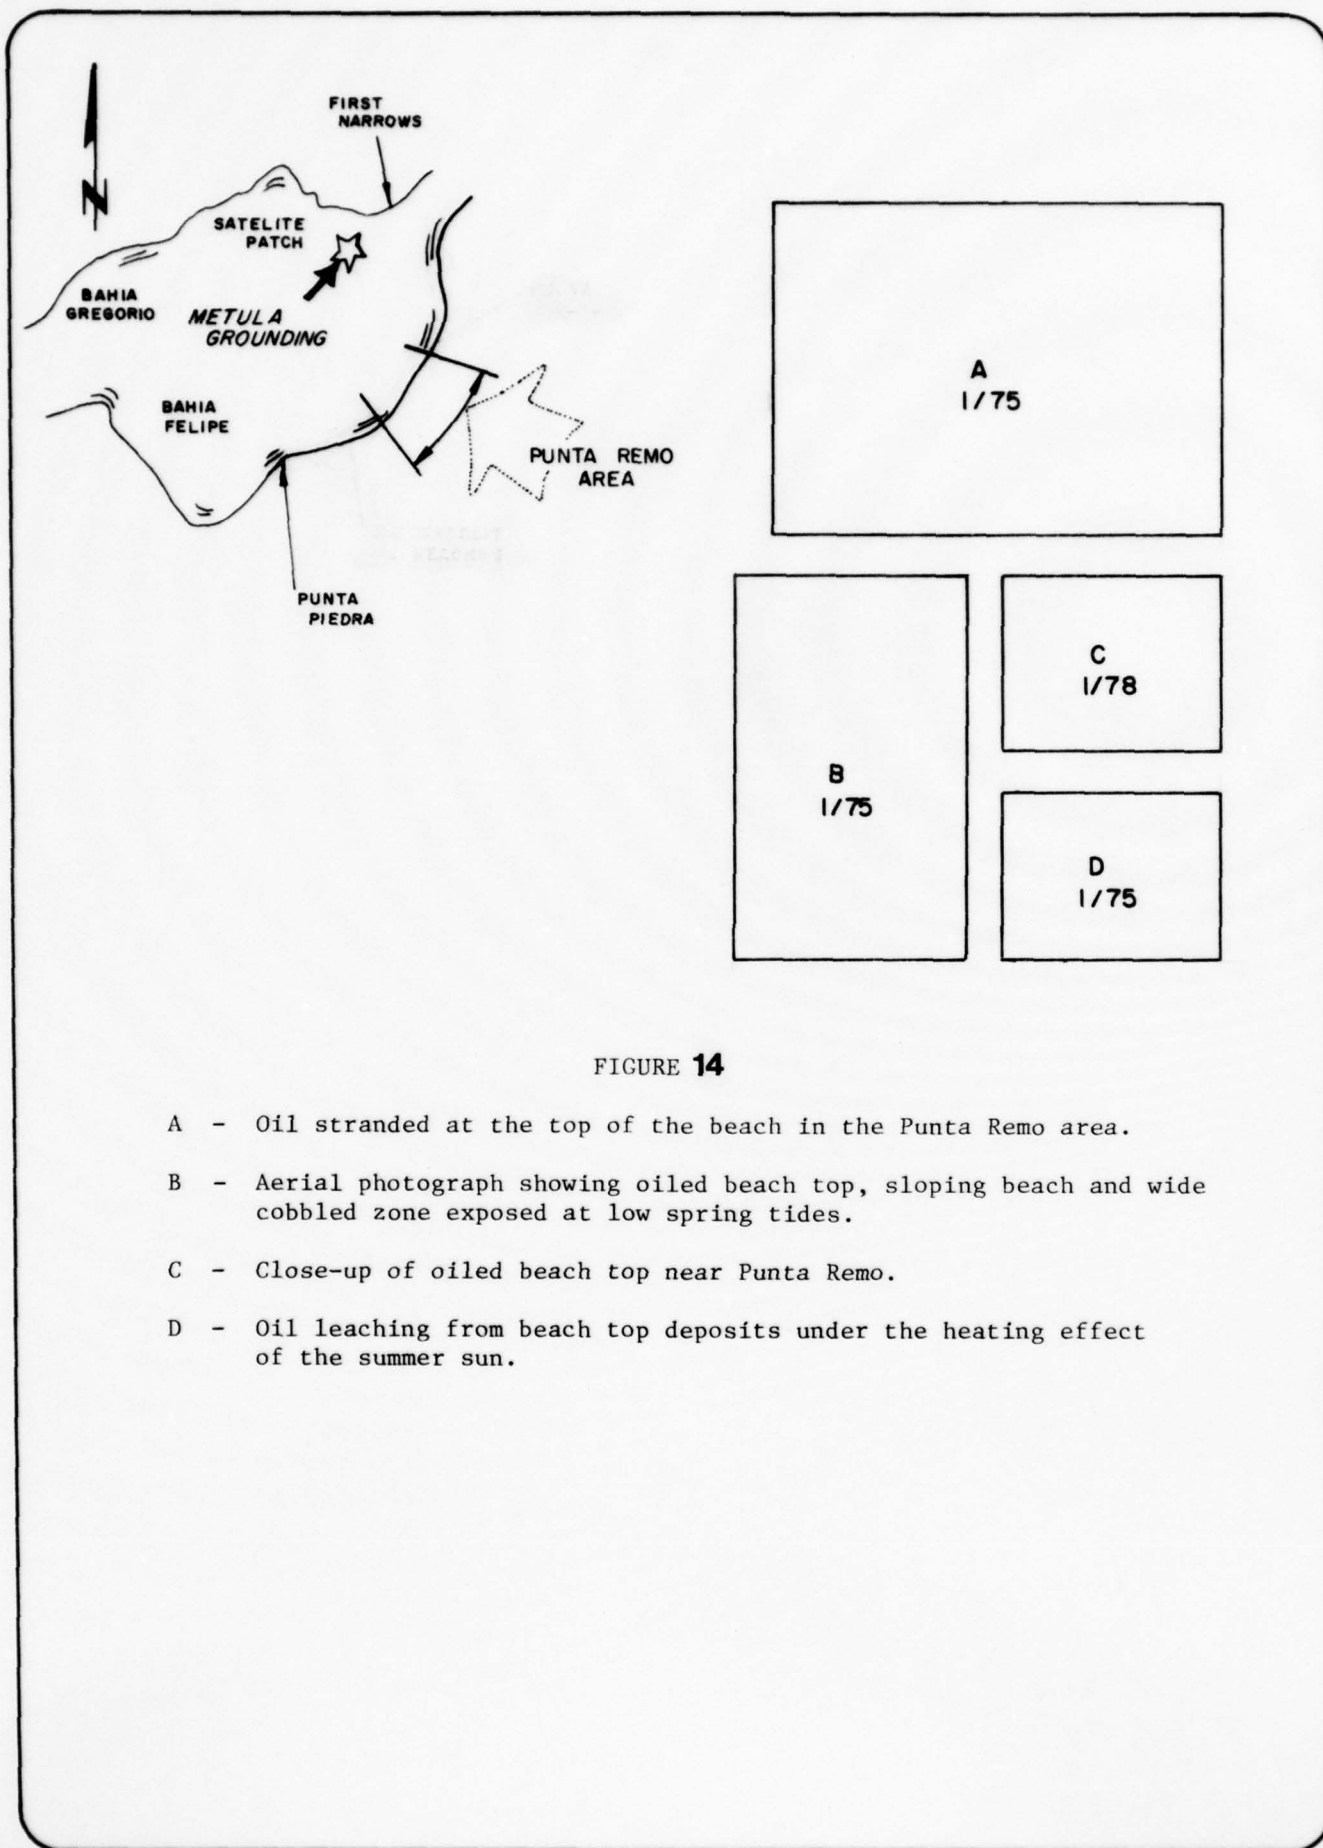 N
FIRST
NARROWS
SATELITE
PATCH
BAHIA
GREGORIO
METULA
GROUNDING
BAHIA
FELIPE
PUNTA REMO
AREA
PUNTA
PIEDRA
A
1/75
B
1/75
C
1/78
D
1/75
FIGURE 14
A - Oil stranded at the top of the beach in the Punta Remo area.
B - Aerial photograph showing oiled beach top, sloping beach and wide
cobbled zone exposed at low spring tides.
C - Close-up of oiled beach top near Punta Remo.
D - Oil leaching from beach top deposits under the heating effect
of the summer sun.